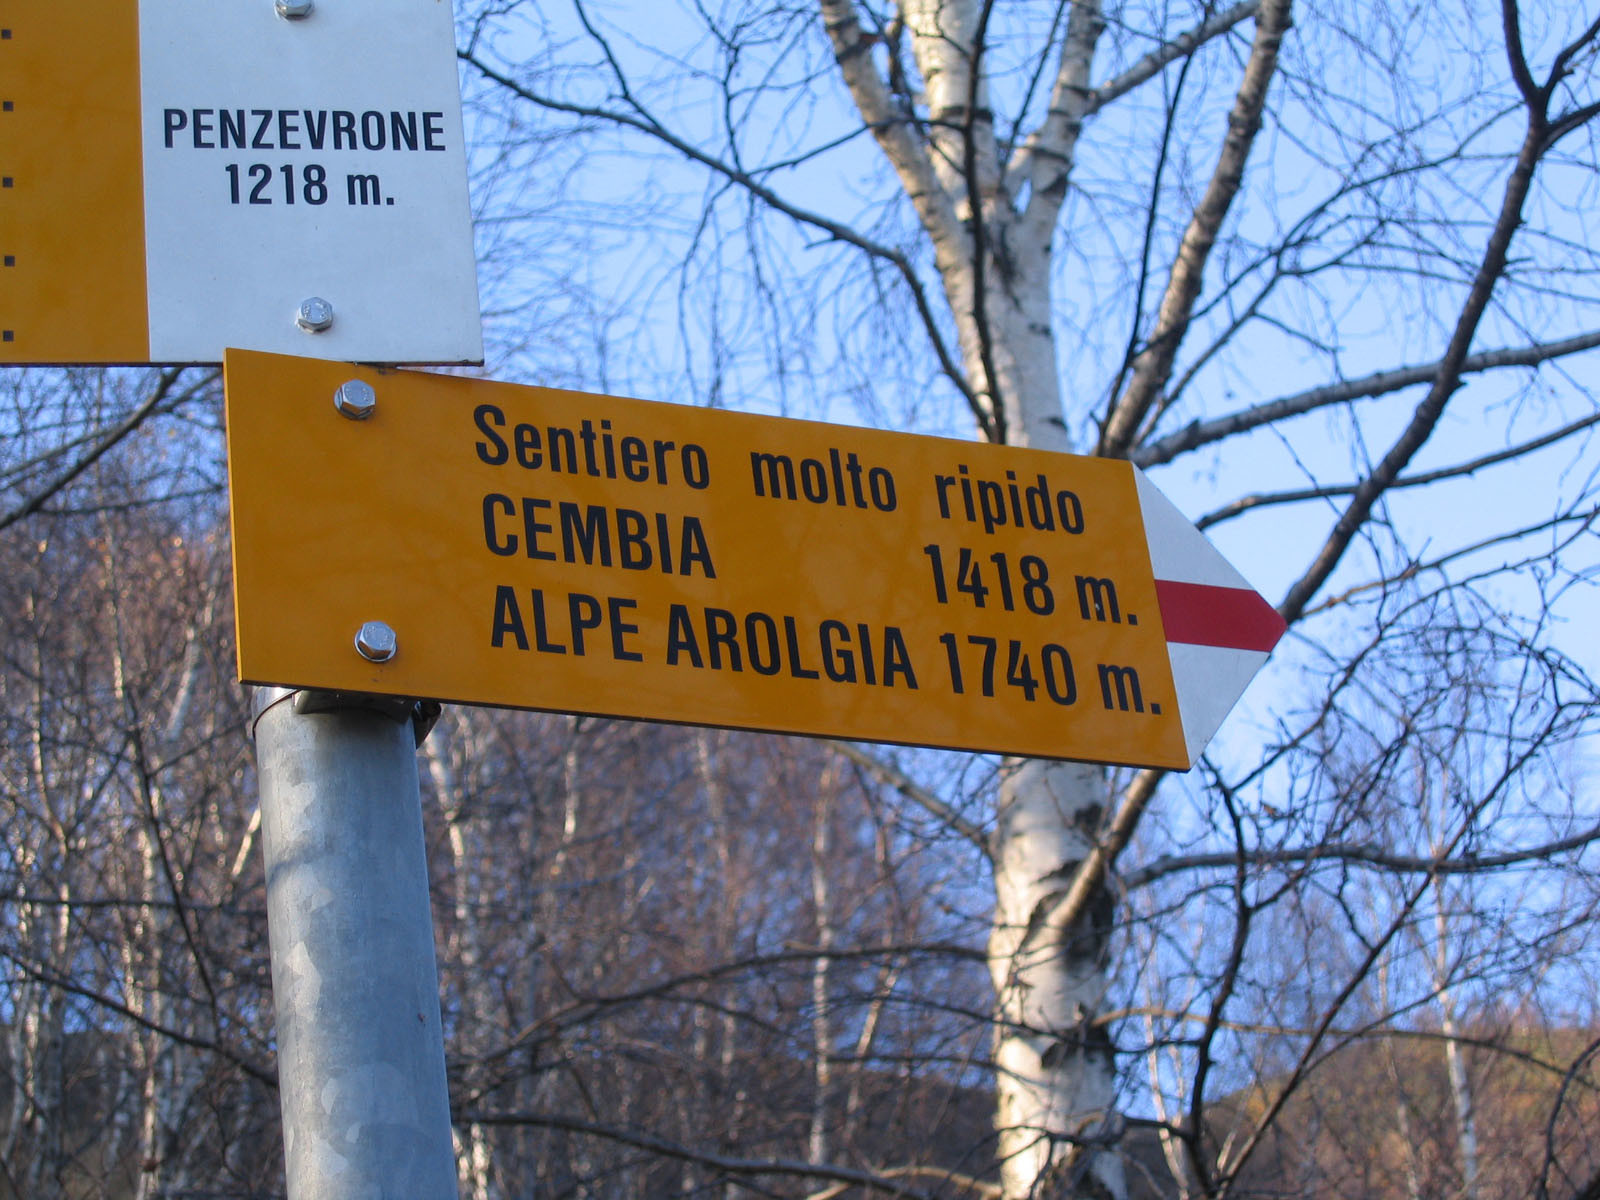 PENZEVRONE
1218 m.
Sentiero molto ripido
CEMBIA 1418 m.
ALPE AROLGIA 1740 m.